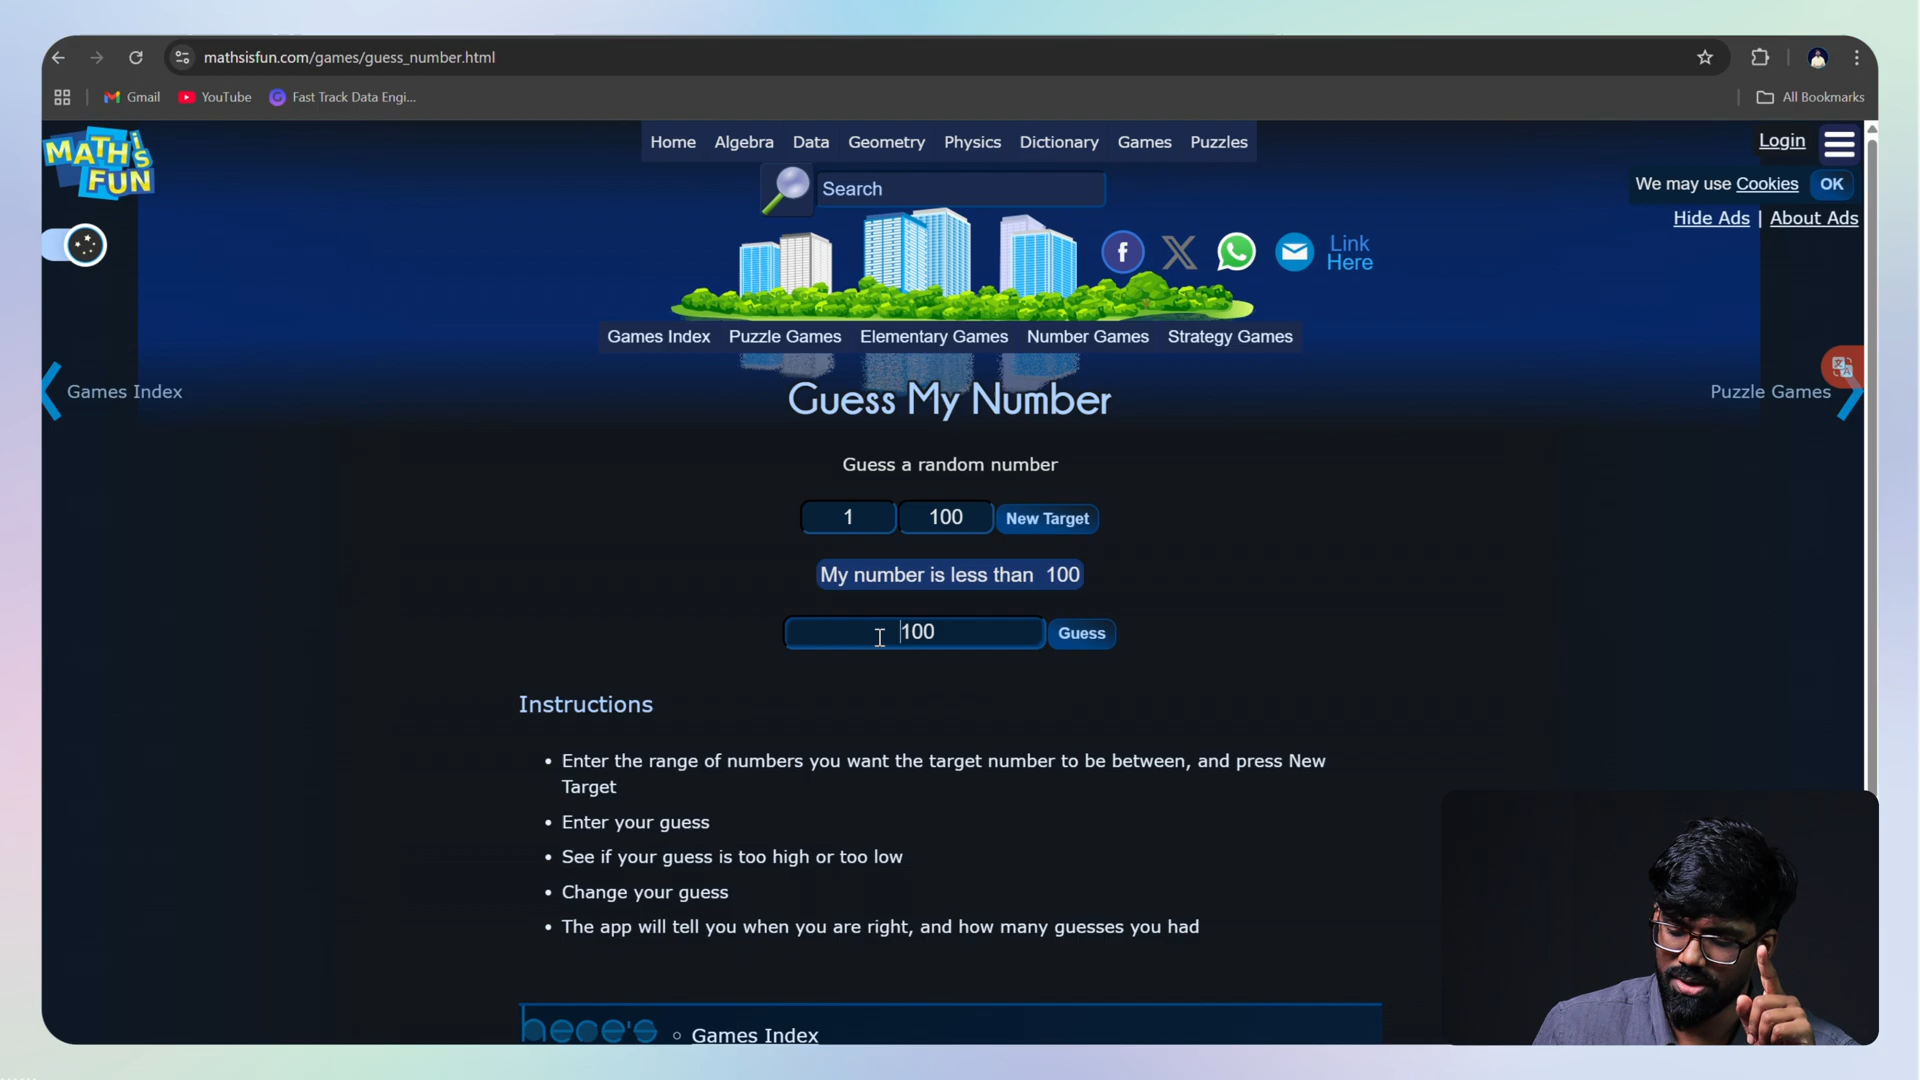 mathsisfun.com/games/guess_number.html
Gmail YouTube Fast Track Data Engi... All Bookmarks
MATHS iS FUN
Home Algebra Data Geometry Physics Dictionary Games Puzzles
Login
Search
We may use Cookies OK
Hide Ads | About Ads
Link
Here
Games Index Puzzle Games Elementary Games Number Games Strategy Games
Games Index
Puzzle Games
Guess My Number
Guess a random number
1 100 New Target
My number is less than 100
100 Guess
Instructions
• Enter the range of numbers you want the target number to be between, and press New
Target
• Enter your guess
• See if your guess is too high or too low
• Change your guess
• The app will tell you when you are right, and how many guesses you had
Games Index